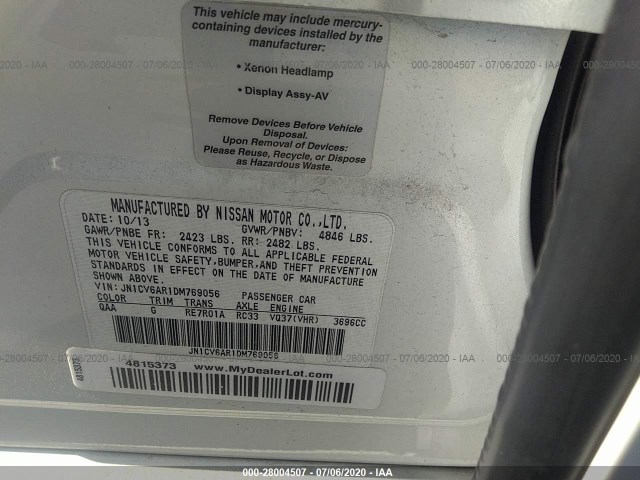 This vehicle may include mercury-
containing devices installed by the
manufacturer:
• Xenon Headlamp
• Display Assy-AV
Remove Devices Before Vehicle
Disposal.
Upon Removal of Devices:
Please Reuse, Recycle, or Dispose
as Hazardous Waste.
MANUFACTURED BY NISSAN MOTOR CO.,LTD.
DATE: 10/13 GVWR/PNBV: 4846 LBS.
GAWR/PNBE FR: 2423 LBS. RR: 2482 LBS.
THIS VEHICLE CONFORMS TO ALL APPLICABLE FEDERAL
MOTOR VEHICLE SAFETY, BUMPER, AND THEFT PREVENTION
STANDARDS IN EFFECT ON THE DATE OF MANUFACTURE
SHOWN ABOVE.
VIN: JN1CV6AR1DM769056 PASSENGER CAR
COLOR TRIM TRANS AXLE ENGINE
QAA G RE7R01A RC33 VQ37(VHR) 3696CC
JN1CV6AR1DM769056
4815373 4815373 www.MyDealerLot.com
000-28004507 / 07/06/2020 - IAA